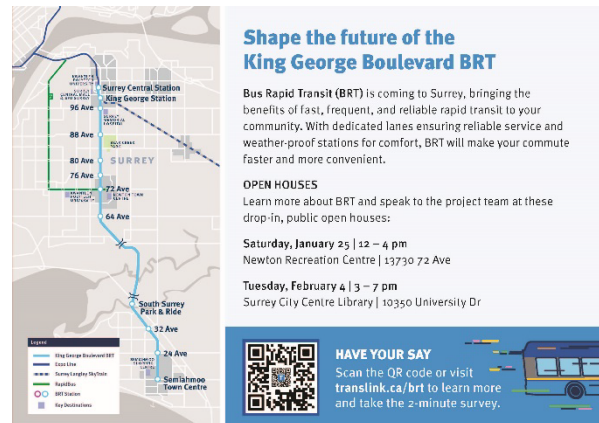 Shape the future of the
King George Boulevard BRT
Bus Rapid Transit (BRT) is coming to Surrey, bringing the
benefits of fast, frequent, and reliable rapid transit to your
community. With dedicated lanes ensuring reliable service and
weather-proof stations for comfort, BRT will make your commute
faster and more convenient.
OPEN HOUSES
Learn more about BRT and speak to the project team at these
drop-in, public open houses:
Saturday, January 25 | 12 – 4 pm
Newton Recreation Centre | 13730 72 Ave
Tuesday, February 4 | 3 – 7 pm
Surrey City Centre Library | 10350 University Dr
HAVE YOUR SAY
Scan the QR code or visit
translink.ca/brt to learn more
and take the 2-minute survey.
Surrey Central Station
King George Station
96 Ave
88 Ave
80 Ave
SURREY
76 Ave
72 Ave
64 Ave
South Surrey
Park & Ride
32 Ave
24 Ave
Semiahmoo
Town Centre
Legend
King George Boulevard BRT
Expo Line
Surrey Langley SkyTrain
RapidBus
BRT Station
Key Destinations